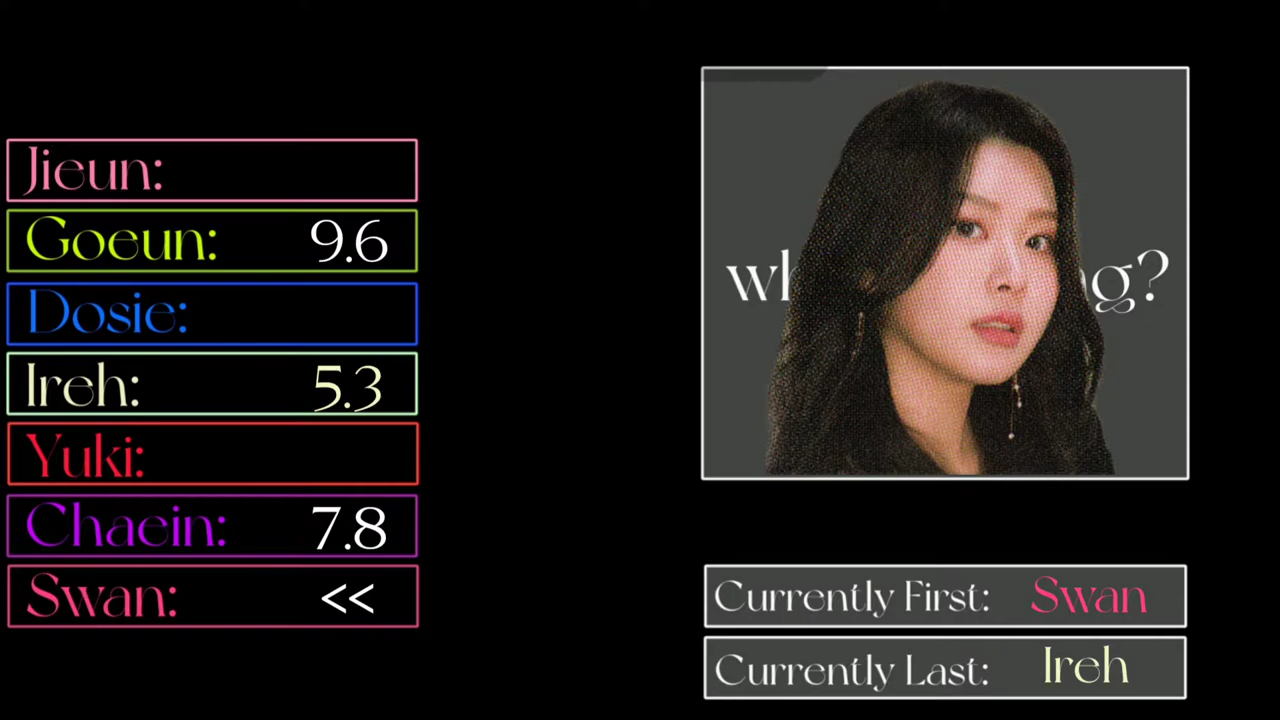 Jieun:
Goeun: 9.6
Dosie:
Ireh: 5.3
Yuki:
Chaein: 7.8
Swan: <<
Currently First: Swan
Currently Last: Ireh